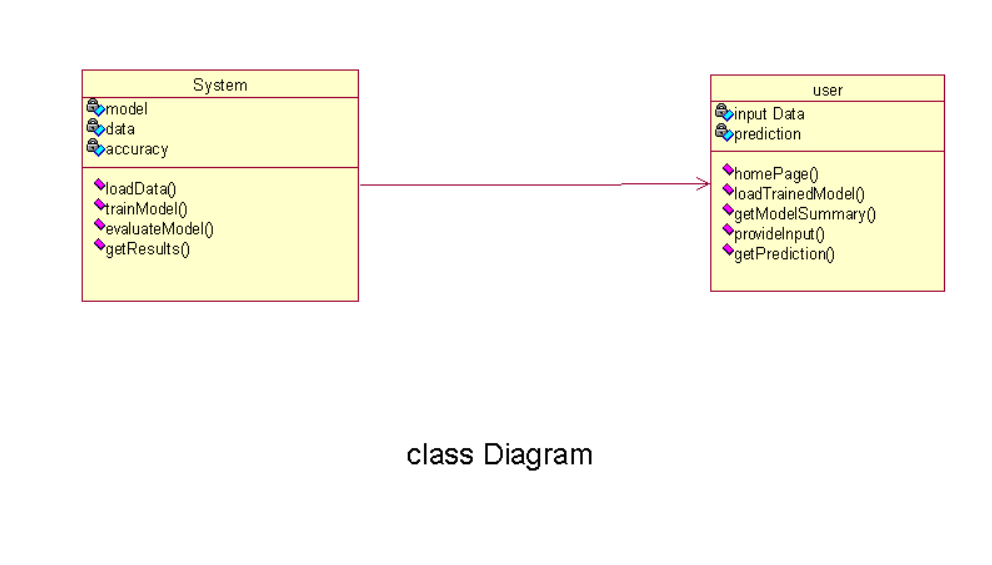 System
model
data
accuracy
loadData()
trainModel()
evaluateModel()
getResults()
user
input Data
prediction
homePage()
loadTrainedModel()
getModelSummary()
provideInput()
getPrediction()
class Diagram